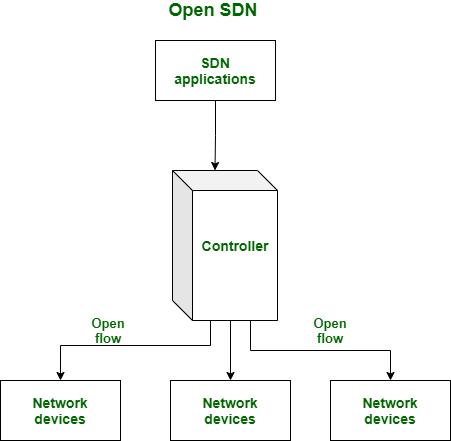 Open SDN
SDN
applications
Controller
Open
flow
Open
flow
Network
devices
Network
devices
Network
devices